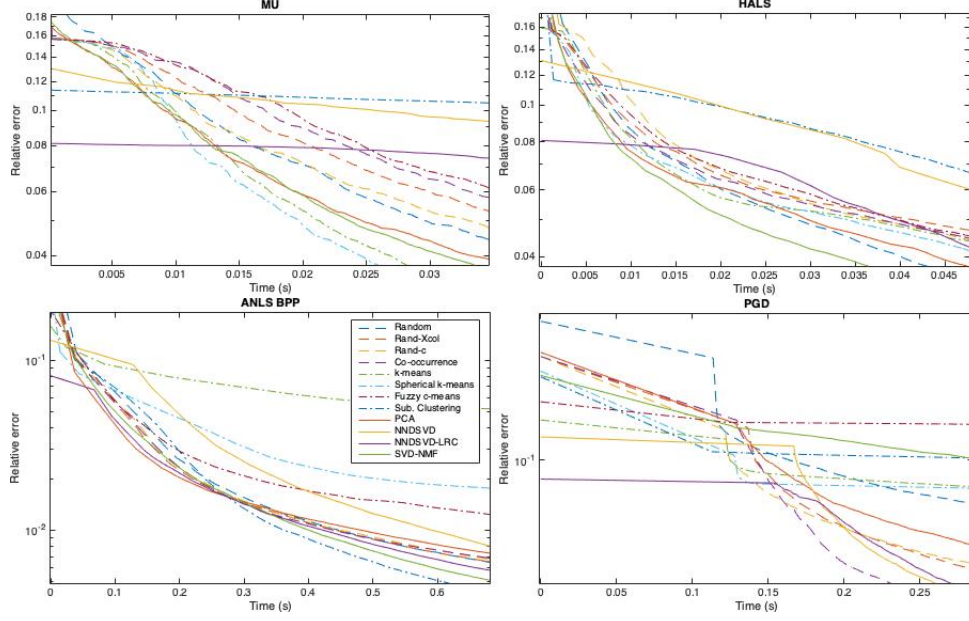 MU
0.18
0.16
0.14
0.12
0.1
0.08
0.06
0.04
Relative error
0.005 0.01 0.015 0.02 0.025 0.03
Time (s)
HALS
0.16
0.14
0.12
0.1
0.08
0.06
0.04
Relative error
0 0.005 0.01 0.015 0.02 0.025 0.03 0.035 0.04 0.045
Time (s)
ANLS BPP
10-1
10-2
Relative error
0 0.1 0.2 0.3 0.4 0.5 0.6
Time (s)
Random
Rand-Xcol
Rand-c
Co-occurrence
k-means
Spherical k-means
Fuzzy c-means
Sub. Clustering
PCA
NNDSVD
NNDSVD-LRC
SVD-NMF
PGD
10-1
Relative error
0 0.05 0.1 0.15 0.2 0.25
Time (s)